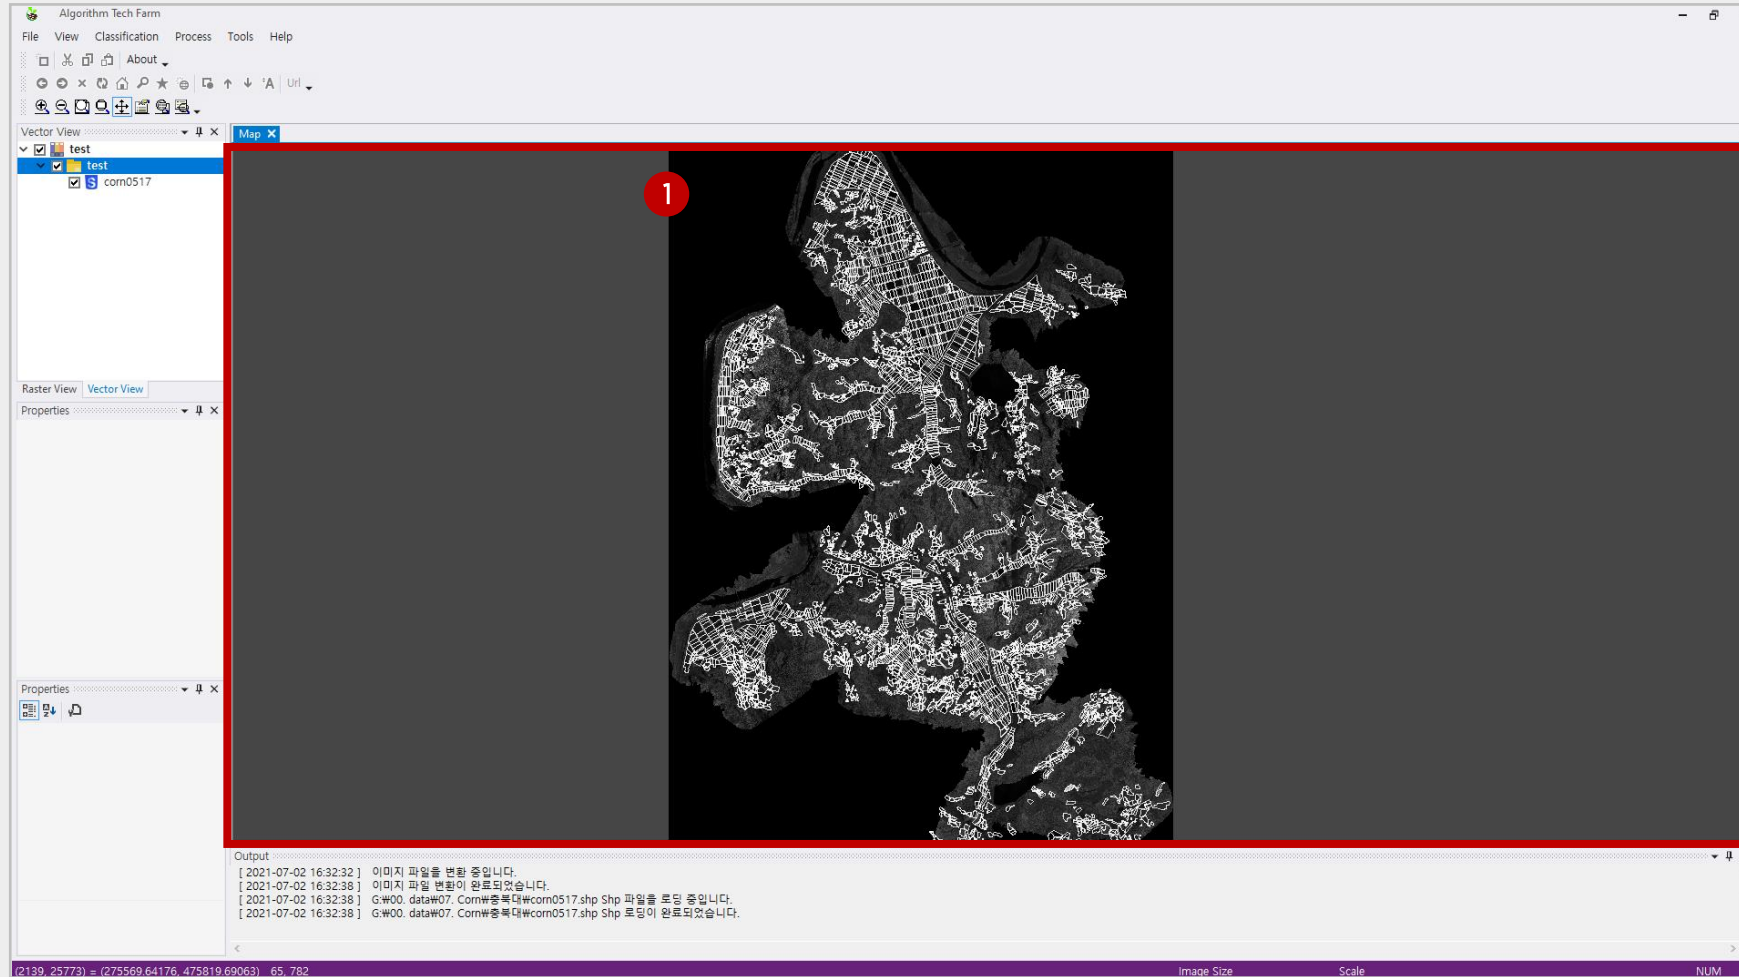 Algorithm Tech Farm
File View Classification Process Tools Help
About
Url
Vector View
Map
test
test
corn0517
1
Raster View Vector View
Properties
Properties
Output
[ 2021-07-02 16:32:32 ] 이미지 파일을 변환 중입니다.
[ 2021-07-02 16:32:38 ] 이미지 파일 변환이 완료되었습니다.
[ 2021-07-02 16:32:38 ] G:₩00. data₩07. Corn₩충북대₩corn0517.shp Shp 파일을 로딩 중입니다.
[ 2021-07-02 16:32:38 ] G:₩00. data₩07. Corn₩충북대₩corn0517.shp Shp 로딩이 완료되었습니다.
(2139, 25773) = (275569.64176, 475819.69063) 65, 782 Image Size Scale NUM